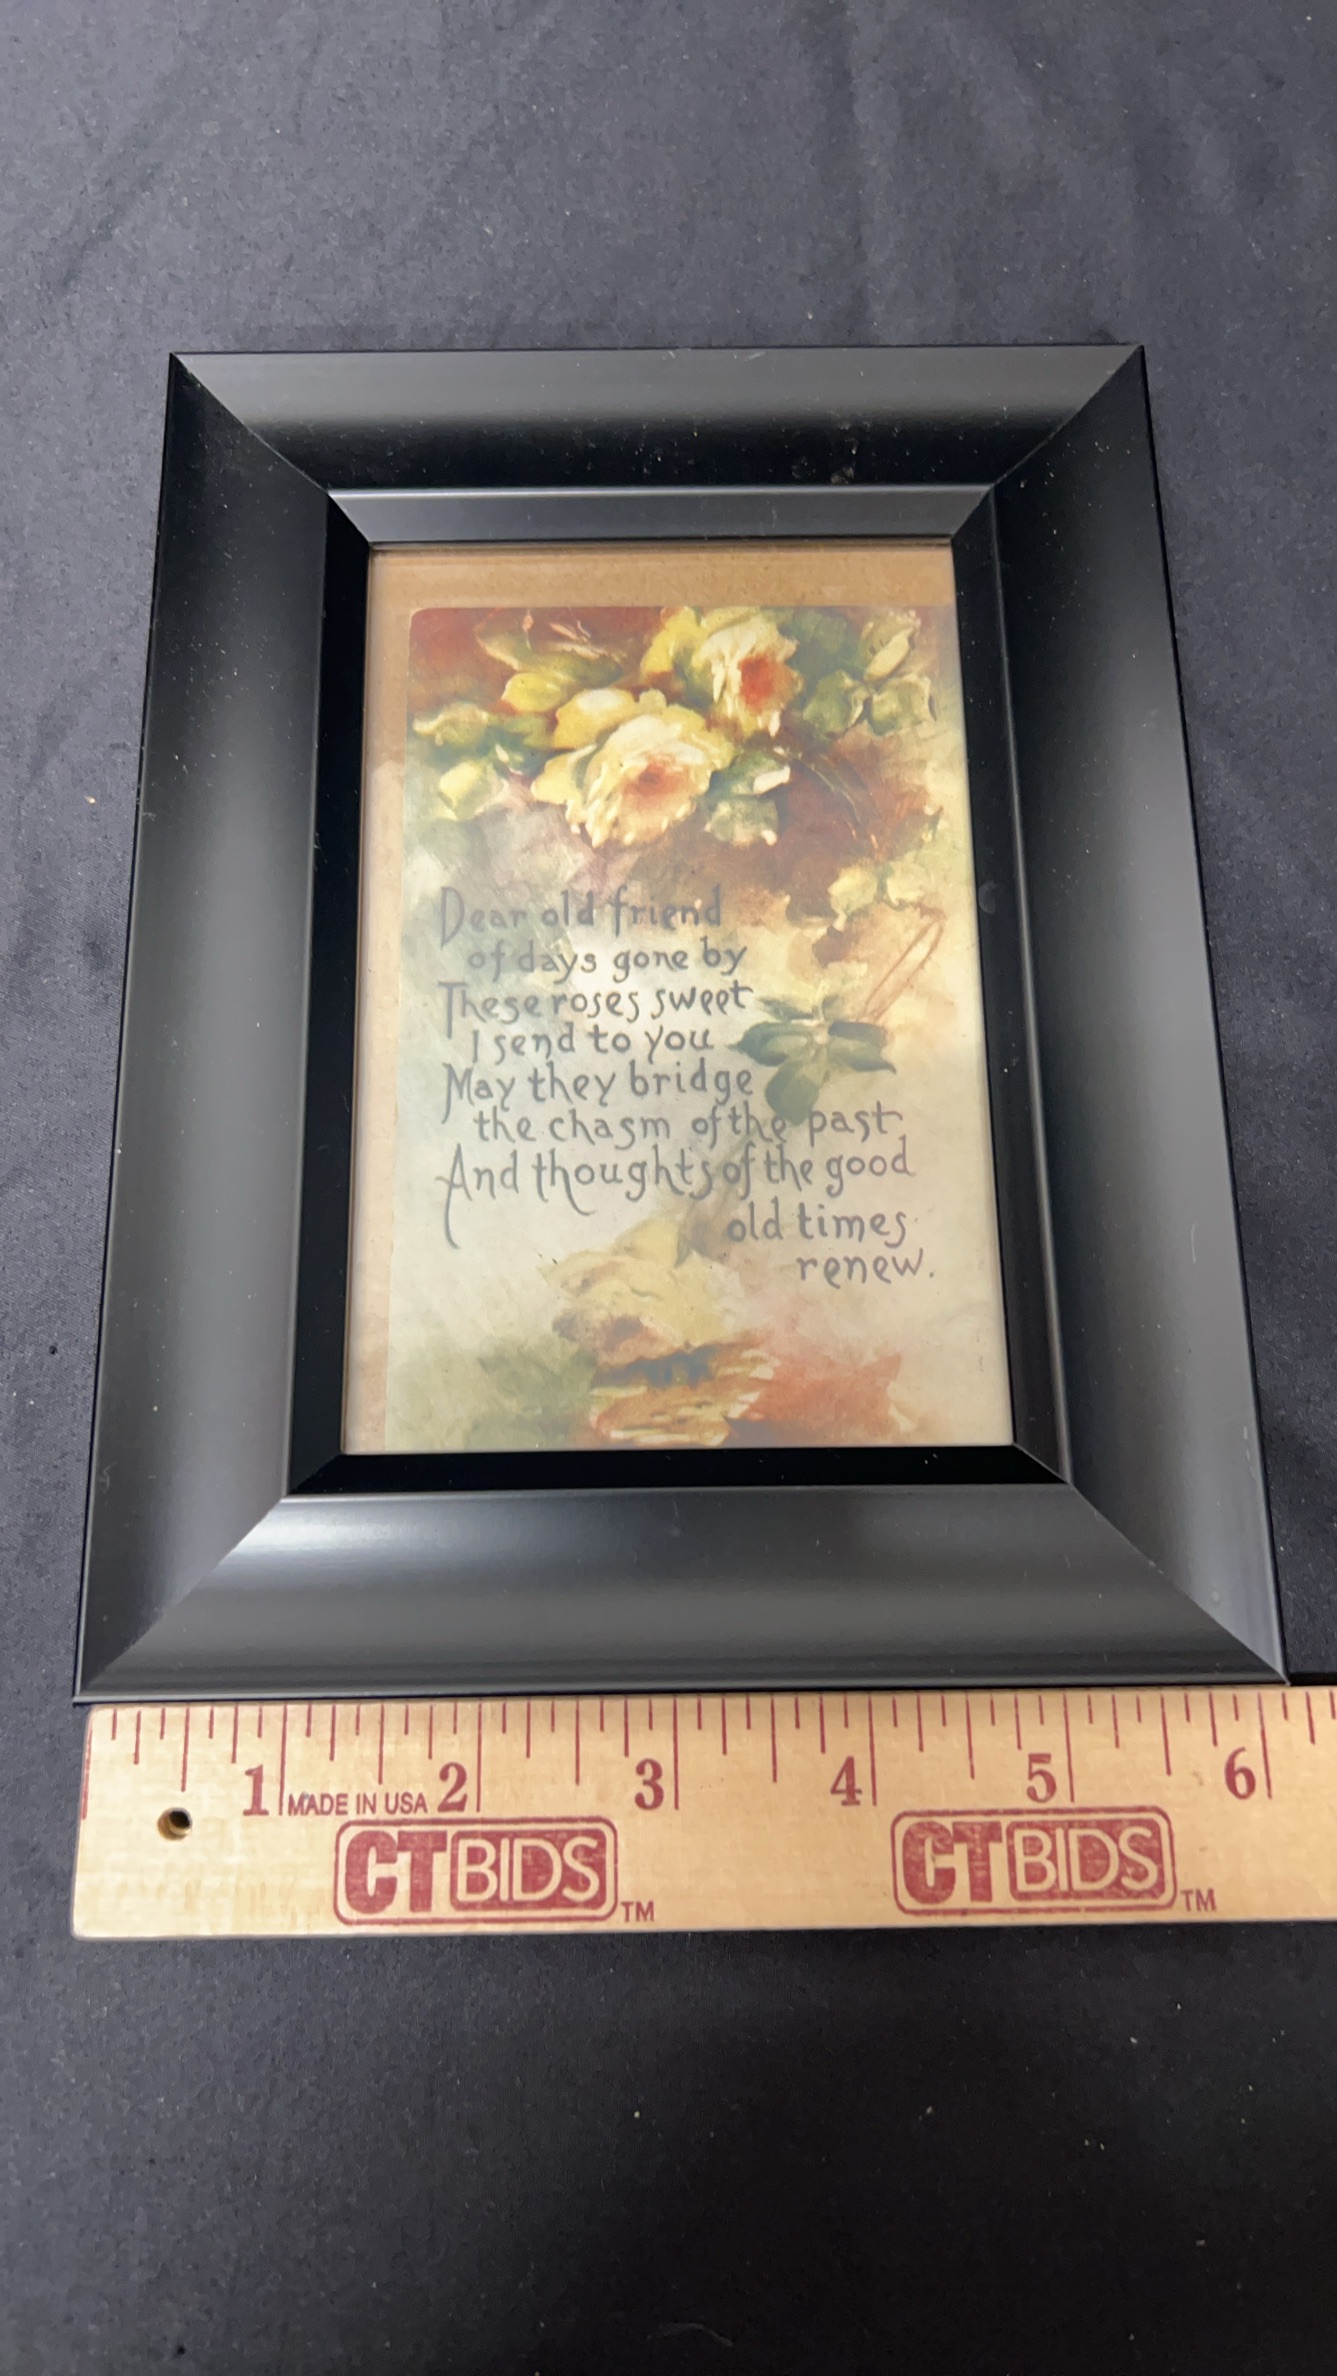 Dear old friend
of days gone by
These roses sweet
I send to you
May they bridge
the chasm of the past
And thoughts of the good
old times
renew.
1 2 3 4 5 6
MADE IN USA
CTBIDS TM CTBIDS TM